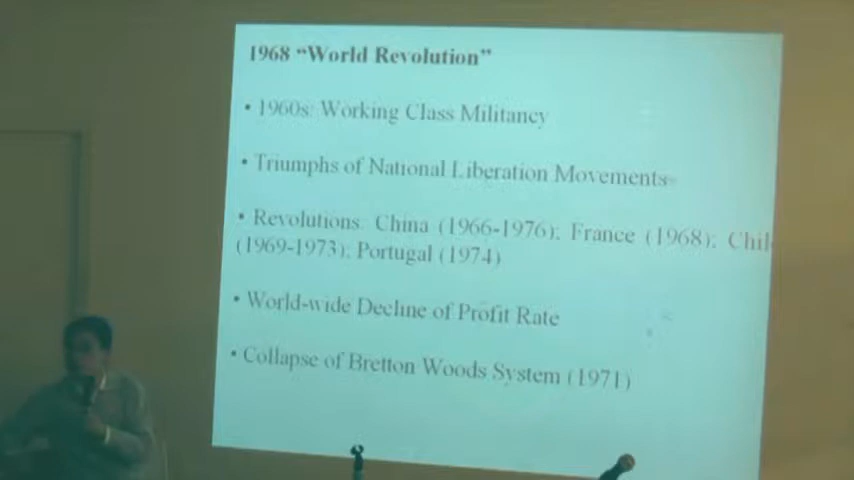 1968 “World Revolution”
• 1960s: Working Class Militancy
• Triumphs of National Liberation Movements
• Revolutions: China (1966-1976); France (1968); Chile
(1969-1973); Portugal (1974)
• World-wide Decline of Profit Rate
• Collapse of Bretton Woods System (1971)